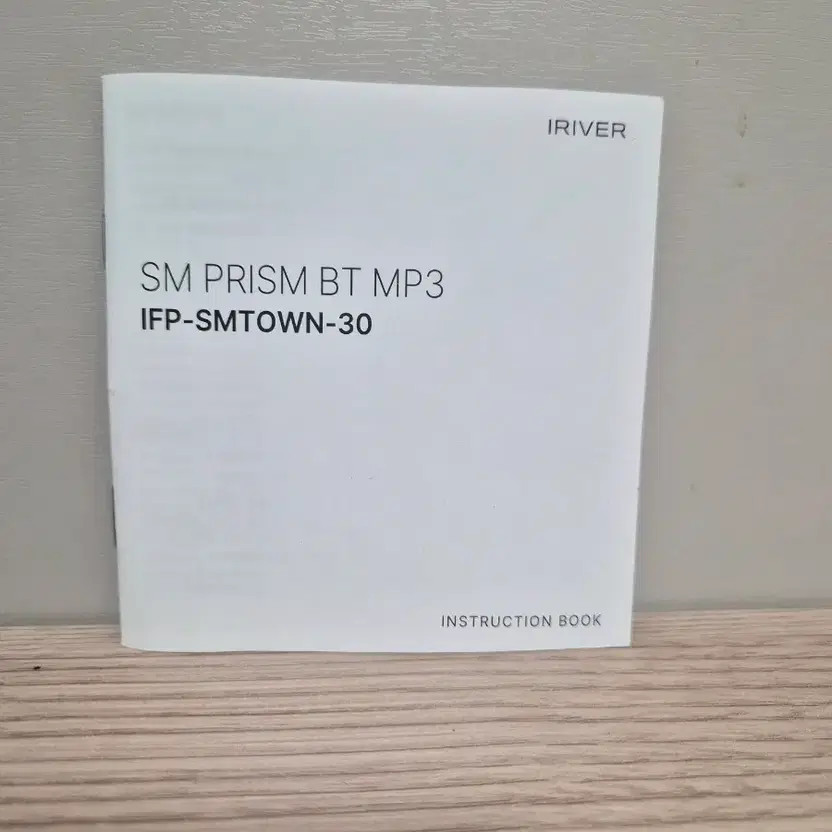 IRIVER
SM PRISM BT MP3
IFP-SMTOWN-30
INSTRUCTION BOOK